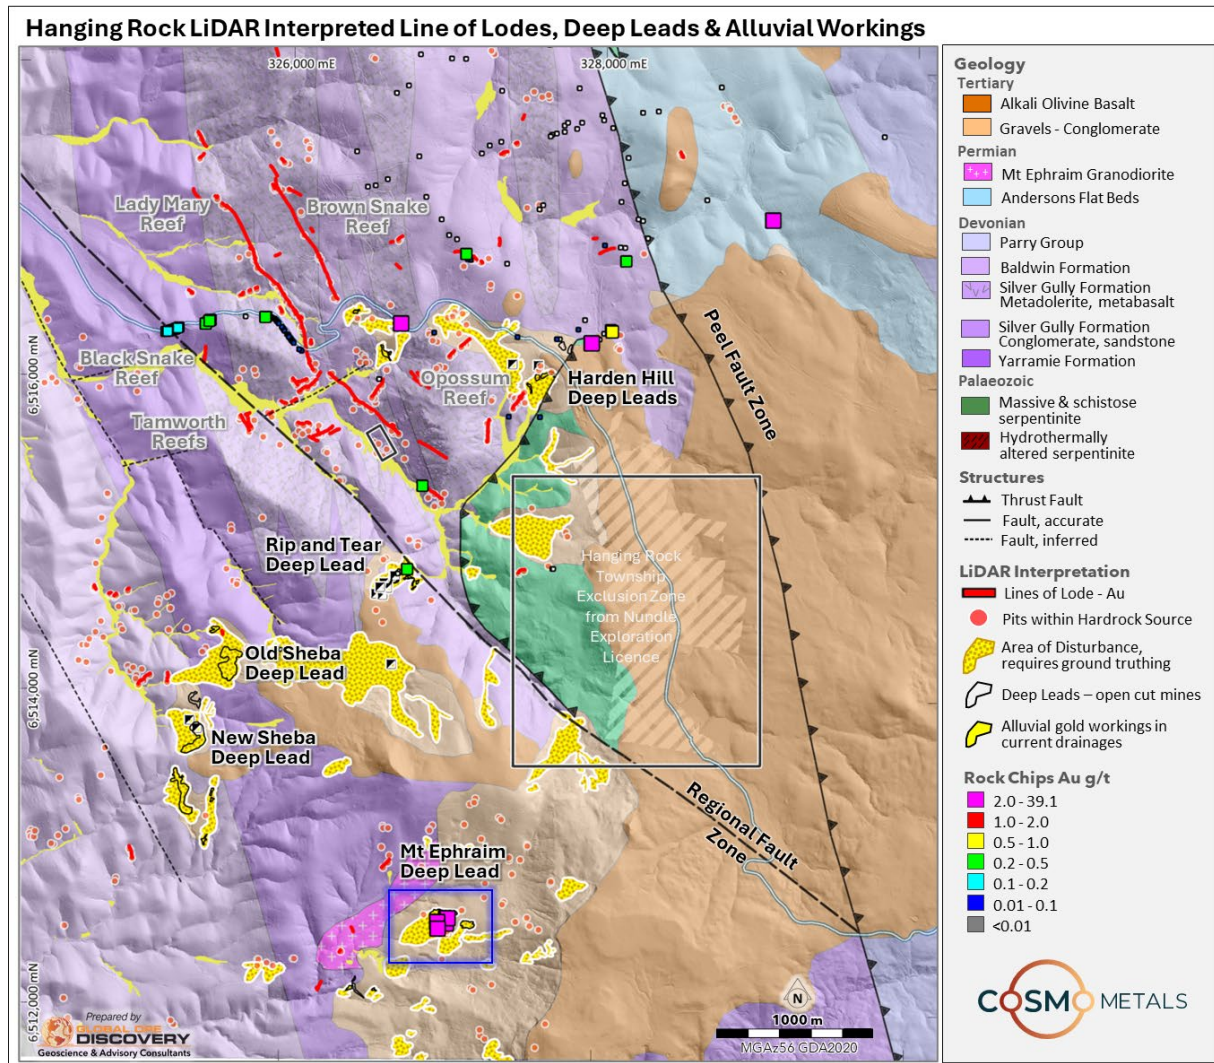 Hanging Rock LiDAR Interpreted Line of Lodes, Deep Leads & Alluvial Workings
326,000 mE
328,000 mE
6,516,000 mN
6,514,000 mN
6,512,000 mN
Lady Mary
Reef
Brown Snake
Reef
Black Snake
Reef
Tamworth
Reefs
Opossum
Reef
Harden Hill
Deep Leads
Peel Fault Zone
Rip and Tear
Deep Lead
Hanging Rock
Township
Exclusion Zone
from Nundle
Exploration
Licence
Old Sheba
Deep Lead
New Sheba
Deep Lead
Regional Fault
Zone
Mt Ephraim
Deep Lead
N
1000 m
MGAz56 GDA2020
Prepared by
GLOBAL ORE
DISCOVERY
Geoscience & Advisory Consultants
Geology
Tertiary
Alkali Olivine Basalt
Gravels - Conglomerate
Permian
Mt Ephraim Granodiorite
Andersons Flat Beds
Devonian
Parry Group
Baldwin Formation
Silver Gully Formation
Metadolerite, metabasalt
Silver Gully Formation
Conglomerate, sandstone
Yarramie Formation
Palaeozoic
Massive & schistose
serpentinite
Hydrothermally
altered serpentinite
Structures
Thrust Fault
Fault, accurate
Fault, inferred
LiDAR Interpretation
Lines of Lode - Au
Pits within Hardrock Source
Area of Disturbance,
requires ground truthing
Deep Leads – open cut mines
Alluvial gold workings in
current drainages
Rock Chips Au g/t
2.0 - 39.1
1.0 - 2.0
0.5 - 1.0
0.2 - 0.5
0.1 - 0.2
0.01 - 0.1
<0.01
COSMO METALS